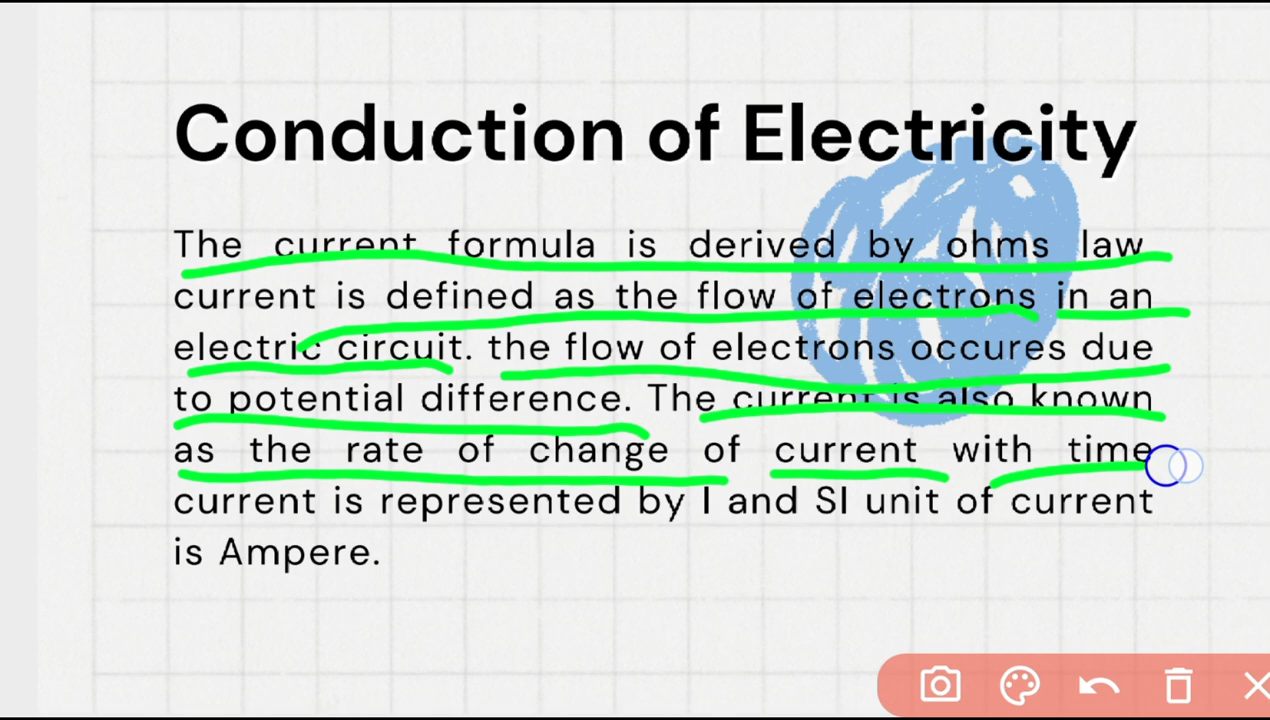 Conduction of Electricity
The current formula is derived by ohms law
current is defined as the flow of electrons in an
electric circuit. the flow of electrons occures due
to potential difference. The current is also known
as the rate of change of current with time
current is represented by I and SI unit of current
is Ampere.